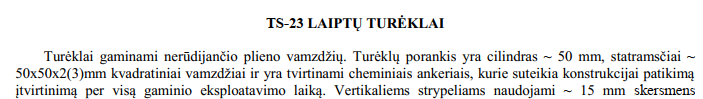 TS-23 LAIPTŲ TURĖKLAI
Turėklai gaminami nerūdijančio plieno vamzdžių. Turėklų porankis yra cilindras ~ 50 mm, statramsčiai ~
50x50x2(3)mm kvadratiniai vamzdžiai ir yra tvirtinami cheminiais ankeriais, kurie suteikia konstrukcijai patikimą
įtvirtinimą per visą gaminio eksploatavimo laiką. Vertikaliems strypeliams naudojami ~ 15 mm skersmens